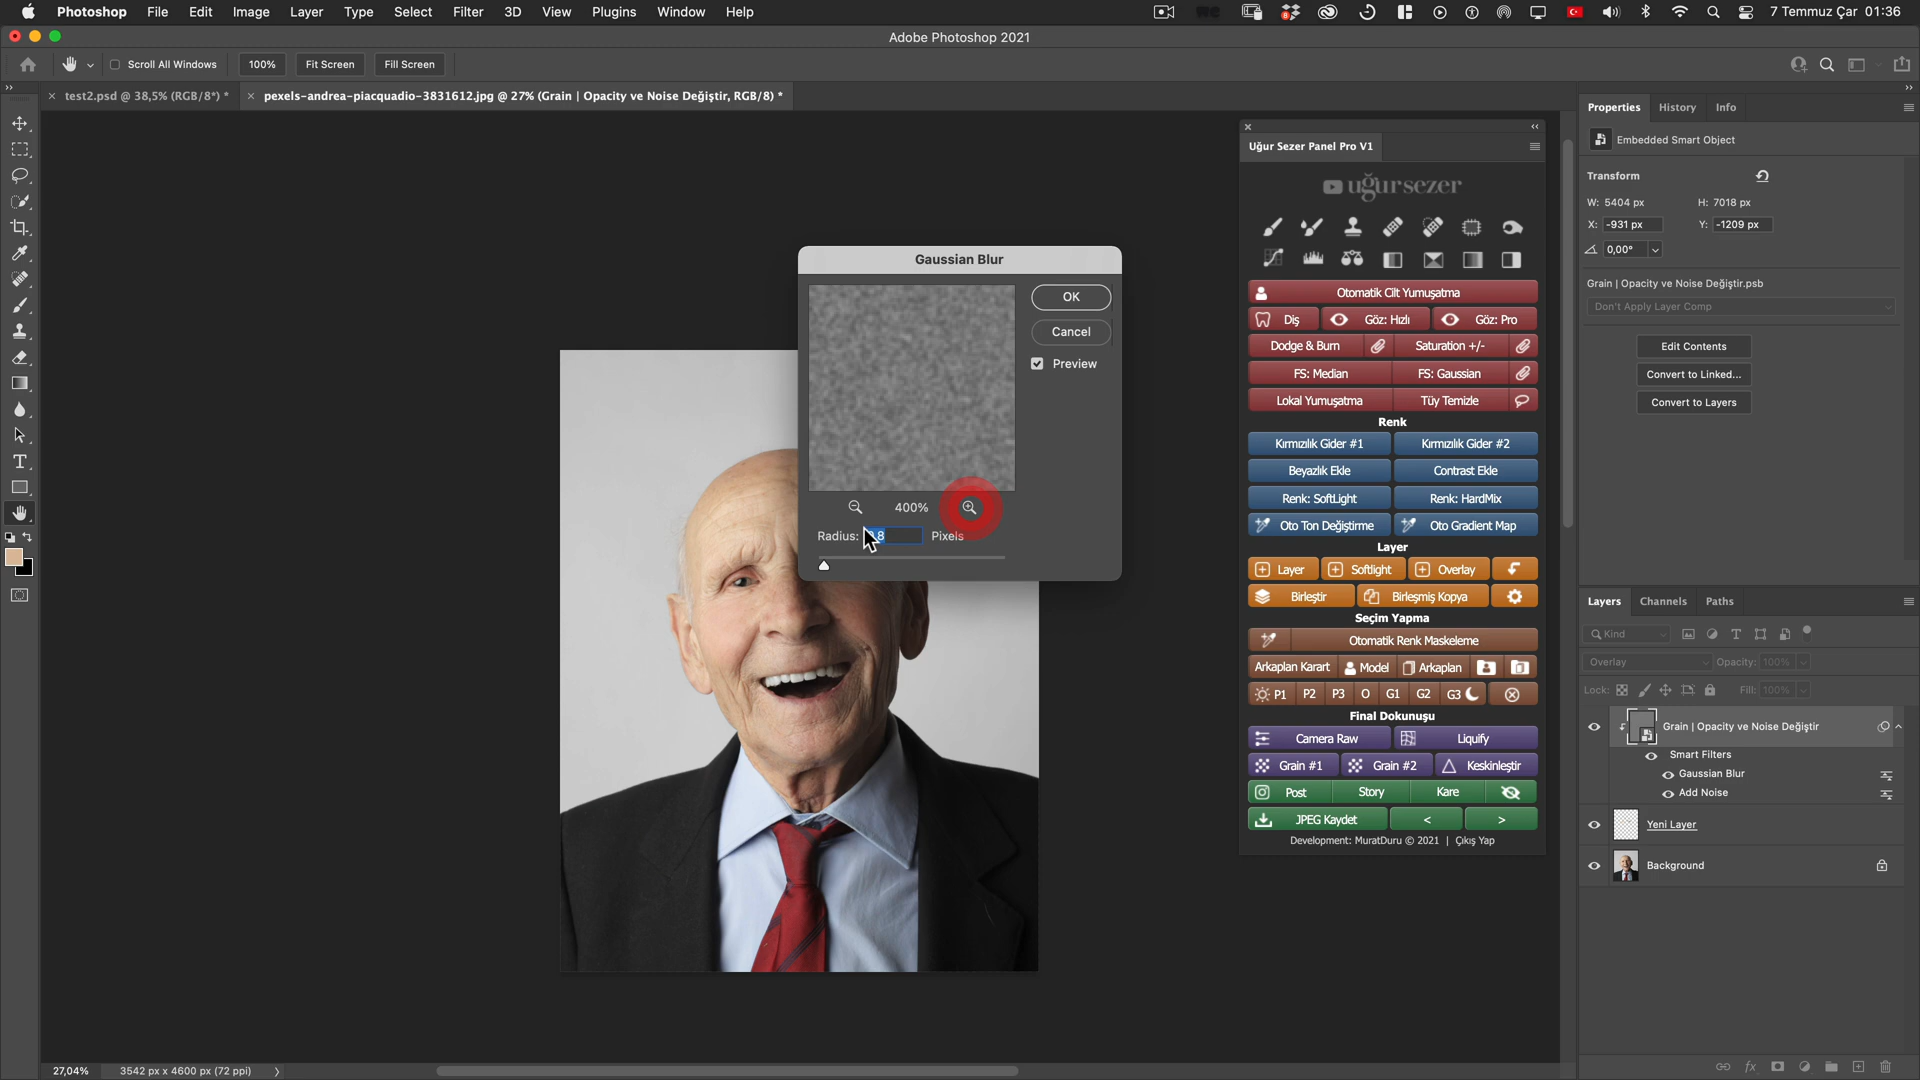 Photoshop File Edit Image Layer Type Select Filter 3D View Plugins Window Help
7 Temmuz Çar 01:36
Adobe Photoshop 2021
Scroll All Windows 100% Fit Screen Fill Screen
test2.psd @ 38,5% (RGB/8*) *
pexels-andrea-piacquadio-3831612.jpg @ 27% (Grain | Opacity ve Noise Değiştir, RGB/8) *
Gaussian Blur
OK
Cancel
Preview
400%
Radius: Pixels
Uğur Sezer Panel Pro V1
uğursezer
Otomatik Cilt Yumuşatma
Diş Göz: Hızlı Göz: Pro
Dodge & Burn Saturation +/-
FS: Median FS: Gaussian
Lokal Yumuşatma Tüy Temizle
Renk
Kırmızılık Gider #1 Kırmızılık Gider #2
Beyazlık Ekle Contrast Ekle
Renk: SoftLight Renk: HardMix
Oto Ton Değiştirme Oto Gradient Map
Layer
Layer Softlight Overlay
Birleştir Birleşmiş Kopya
Seçim Yapma
Otomatik Renk Maskeleme
Arkaplan Karart Model Arkaplan
P1 P2 P3 O G1 G2 G3
Final Dokunuşu
Camera Raw Liquify
Grain #1 Grain #2 Keskinleştir
Post Story Kare
JPEG Kaydet < >
Development: MuratDuru © 2021 | Çıkış Yap
Properties History Info
Embedded Smart Object
Transform
W: 5404 px H: 7018 px
X: -931 px Y: -1209 px
0,00°
Grain | Opacity ve Noise Değiştir.psb
Don't Apply Layer Comp
Edit Contents
Convert to Linked...
Convert to Layers
Layers Channels Paths
Kind
Overlay Opacity: 100%
Lock: Fill: 100%
Grain | Opacity ve Noise Değiştir
Smart Filters
Gaussian Blur
Add Noise
Yeni Layer
Background
27,04% 3542 px x 4600 px (72 ppi)